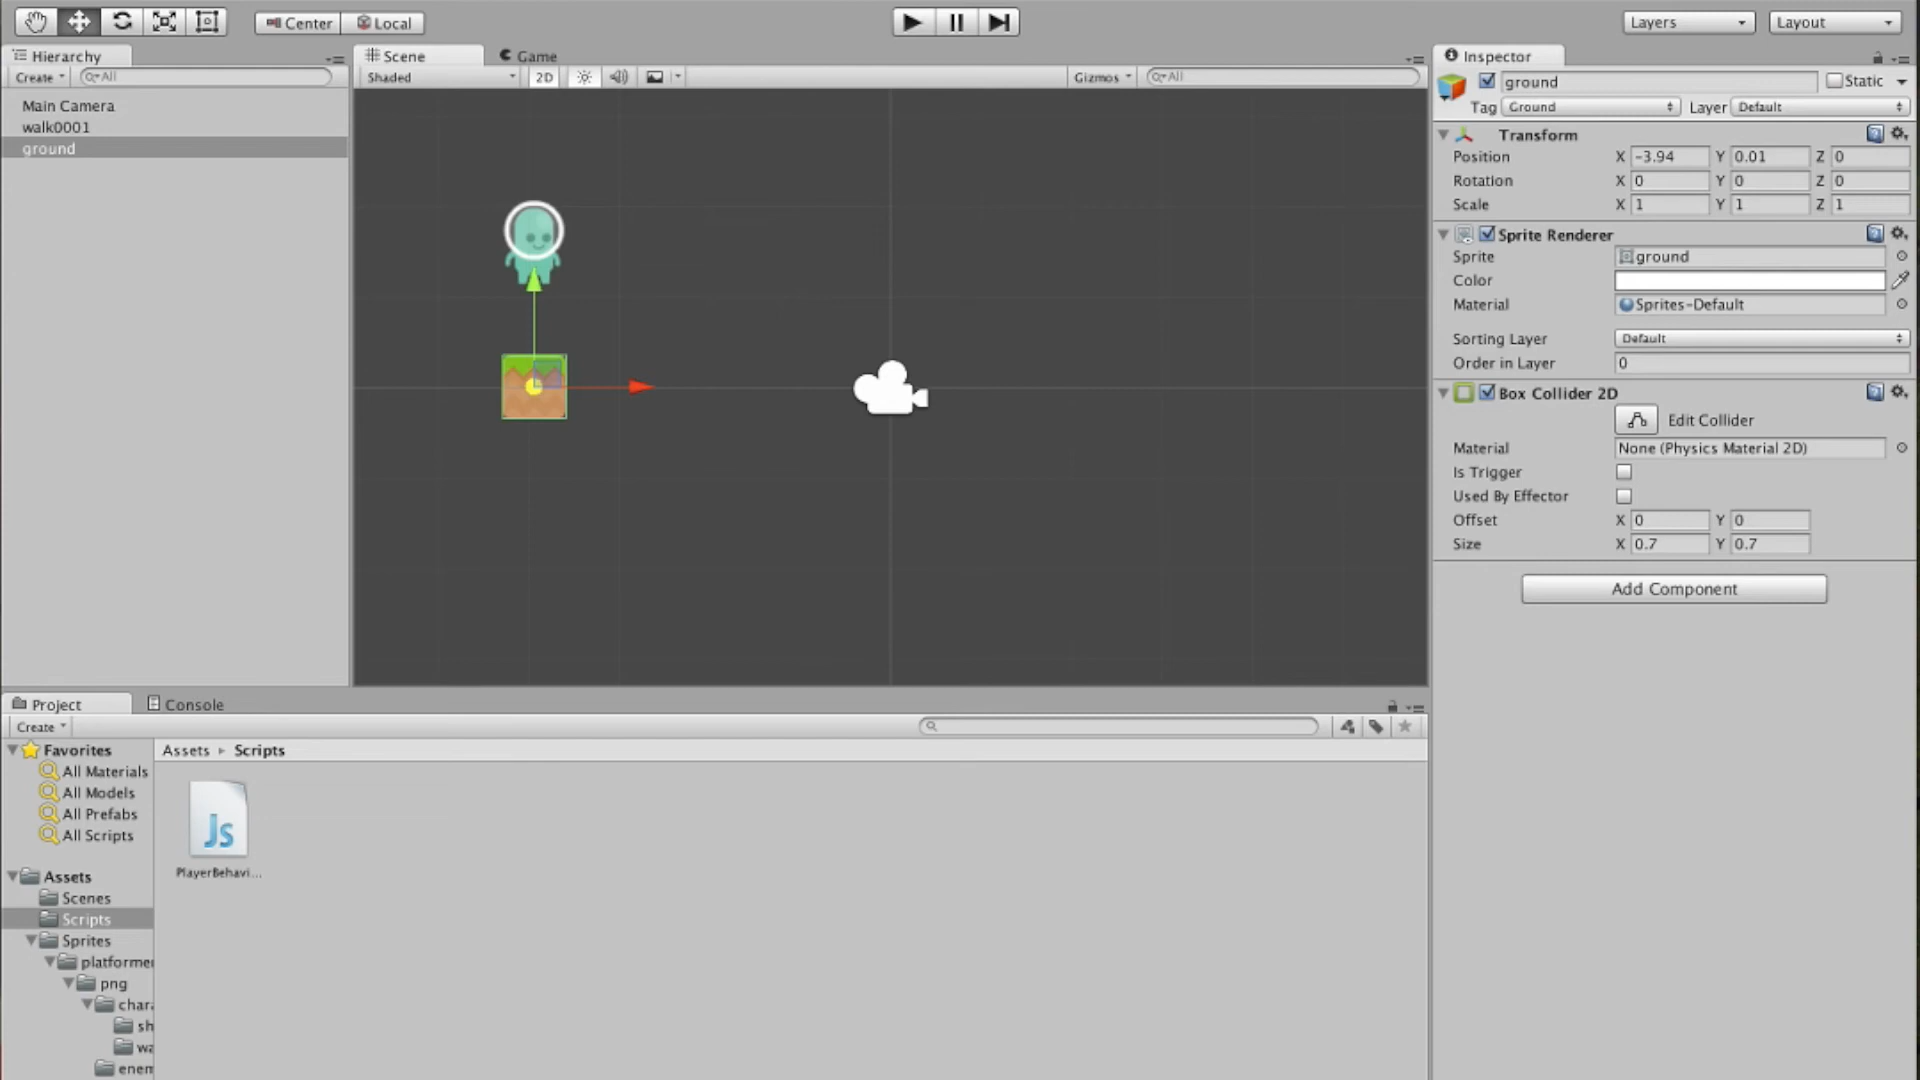 Center Local
Layers Layout
Hierarchy Scene Game Inspector
Create All Shaded 2D Gizmos All
ground Static
Tag Ground Layer Default
Main Camera
walk0001
ground
Transform
Position X -3.94 Y 0.01 Z 0
Rotation X 0 Y 0 Z 0
Scale X 1 Y 1 Z 1
Sprite Renderer
Sprite ground
Color
Material Sprites-Default
Sorting Layer Default
Order in Layer 0
Box Collider 2D
Edit Collider
Material None (Physics Material 2D)
Is Trigger
Used By Effector
Offset X 0 Y 0
Size X 0.7 Y 0.7
Add Component
Project Console
Create
Favorites
All Materials
All Models
All Prefabs
All Scripts
Assets
Scenes
Scripts
Sprites
platformer
png
chara
sh
wa
enem
Assets ▸ Scripts
Js
PlayerBehavi...